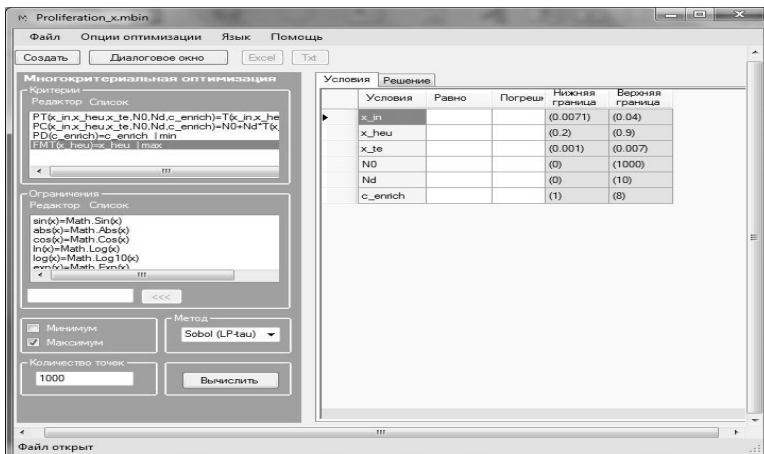 Proliferation_x.mbin
Файл Опции оптимизации Язык Помощь
Создать Диалоговое окно Excel Txt
Многокритериальная оптимизация
Критерии
Редактор Список
PT(x_in,x_heu,x_te,N0,Nd,c_enrich)=T(x_in,x_he
PC(x_in,x_heu,x_te,N0,Nd,c_enrich)=N0+Nd*T(x_
PD(c_enrich)=c_enrich |min
FMT(x_heu)=x_heu |max
Ограничения
Редактор Список
sin(x)=Math.Sin(x)
abs(x)=Math.Abs(x)
cos(x)=Math.Cos(x)
ln(x)=Math.Log(x)
log(x)=Math.Log10(x)
exp(x)=Math.Exp(x)
<<<
Минимум
Максимум
Метод
Sobol (LP-tau)
Количество точек
1000
Вычислить
Условия Решение
Условия Равно Погреш Нижняя граница Верхняя граница
x_in (0.0071) (0.04)
x_heu (0.2) (0.9)
x_te (0.001) (0.007)
N0 (0) (1000)
Nd (0) (10)
c_enrich (1) (8)
Файл открыт